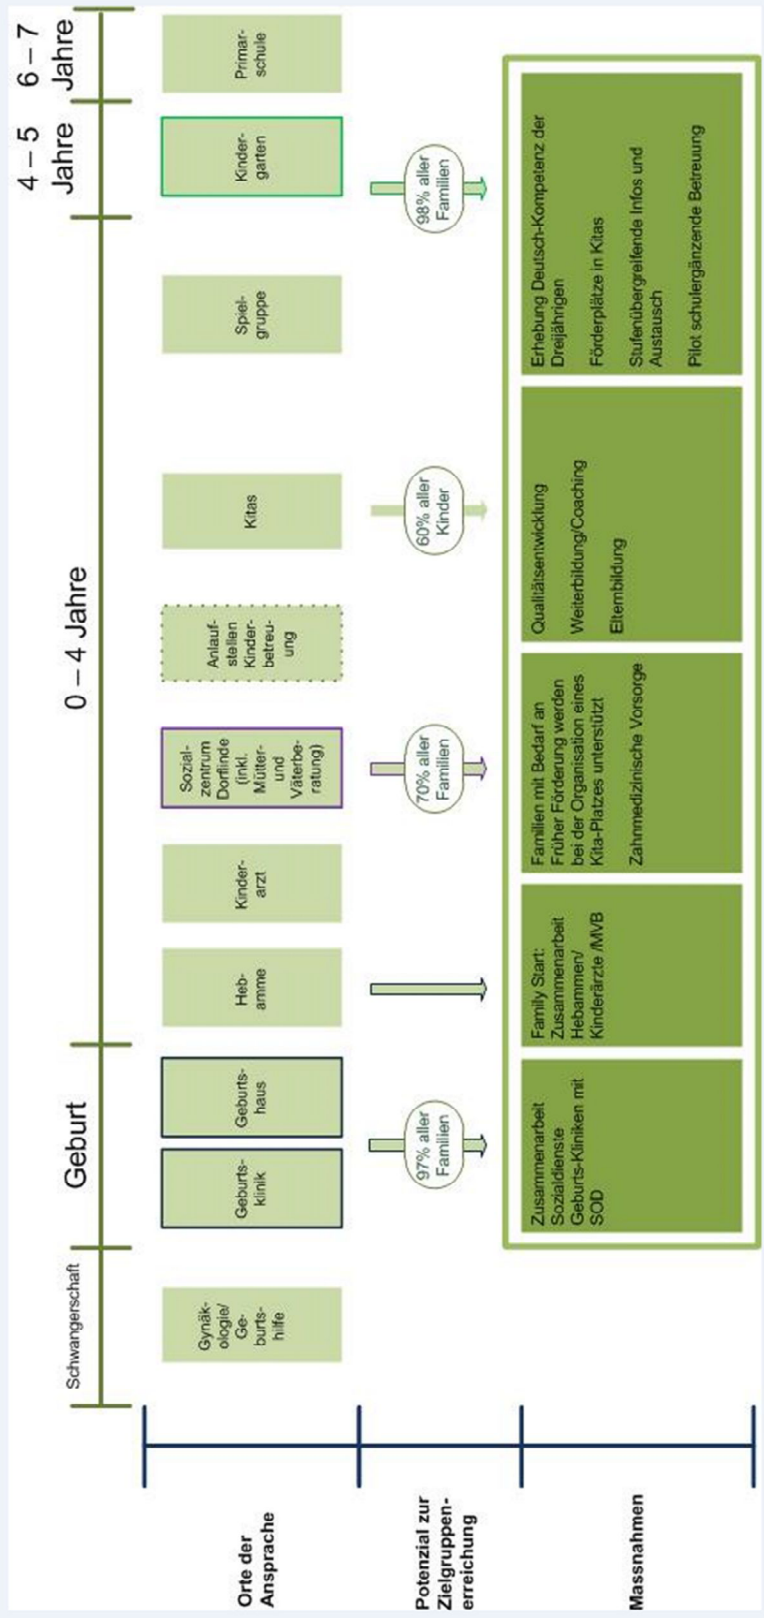 Schwangerschaft
Geburt
0 – 4 Jahre
4 – 5
Jahre
6 – 7
Jahre
Orte der
Ansprache
Gynäk-
ologie/
Ge-
burts-
hilfe
Geburts-
klinik
Geburts-
haus
Heb-
amme
Kinder-
arzt
Sozial-
zentrum
Dorflinde
(inkl.
Mütter-
und
Väterbe-
ratung)
Anlauf-
stellen
Kinder-
betreu-
ung
Kitas
Spiel-
gruppe
Kinder-
garten
Primar-
schule
Potenzial zur
Zielgruppen-
erreichung
97% aller
Familien
70% aller
Familien
60% aller
Kinder
98% aller
Familien
Massnahmen
Zusammenarbeit
Sozialdienste
Geburts-Kliniken mit
SOD
Family Start:
Zusammenarbeit
Hebammen/
Kinderärzte /MVB
Familien mit Bedarf an
Früher Förderung werden
bei der Organisation eines
Kita-Platzes unterstützt
Zahnmedizinische Vorsorge
Qualitätsentwicklung
Weiterbildung/Coaching
Elternbildung
Erhebung Deutsch-Kompetenz der
Dreijährigen
Förderplätze in Kitas
Stufenübergreifende Infos und
Austausch
Pilot schulergänzende Betreuung